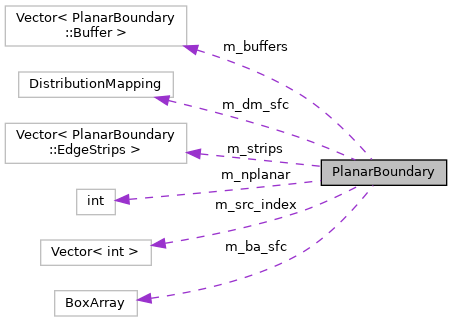 Vector< PlanarBoundary
::Buffer >
m_buffers
DistributionMapping
m_dm_sfc
Vector< PlanarBoundary
::EdgeStrips >
m_strips
PlanarBoundary
m_nplanar
int
m_src_index
Vector< int >
m_ba_sfc
BoxArray